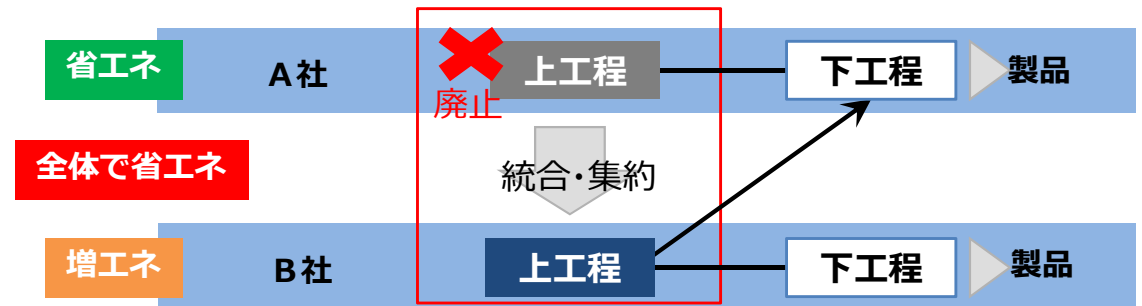 省エネ
A社
上工程
下工程
製品
廃止
全体で省エネ
統合・集約
増エネ
B社
上工程
下工程
製品